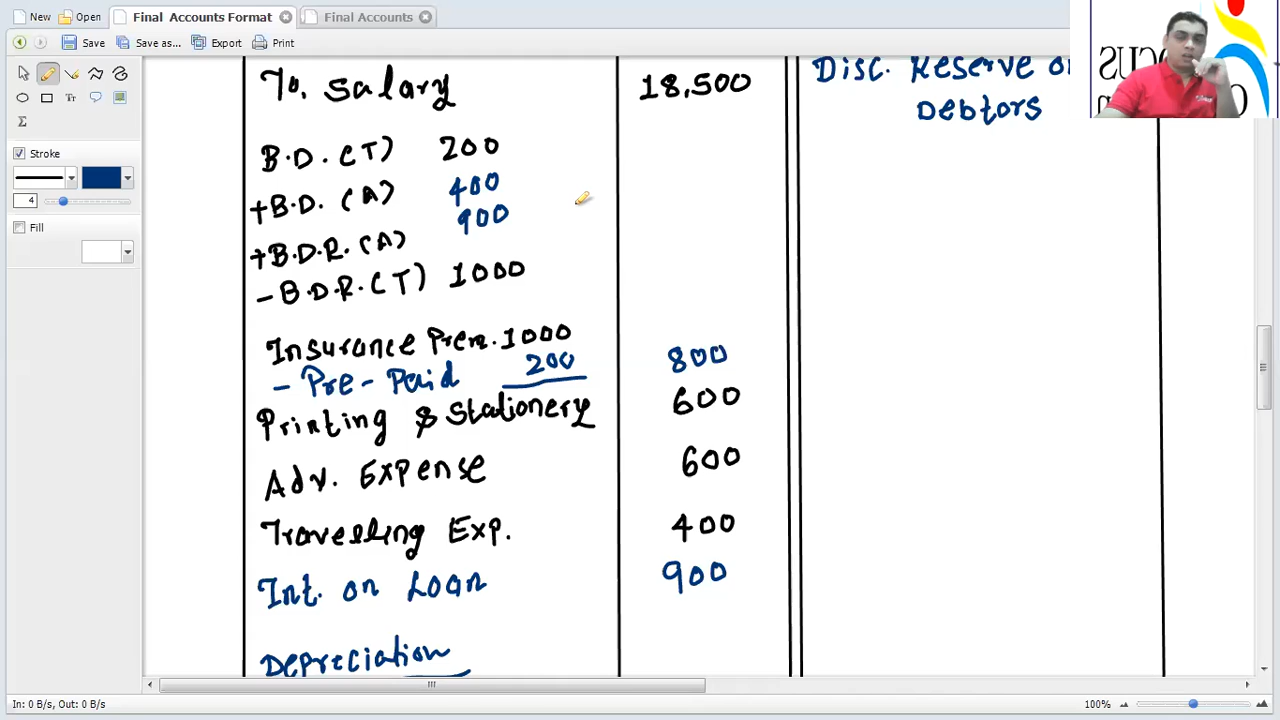 New Open Final Accounts Format Final Accounts
Save Save as... Export Print
Stroke
4
Fill
To. Salary 18,500
B.D.(T) 200
+B.D. (A) 400
+B.D.R. (A) 900
-B.D.R.(T) 1000
Insurance Prem. 1000
- Pre-Paid 200 800
Printing & Stationery 600
Adv. Expense 600
Travelling Exp. 400
Int. on Loan 900
Depreciation
Disc. Reserve
Debtors
In: 0 B/s, Out: 0 B/s 100%